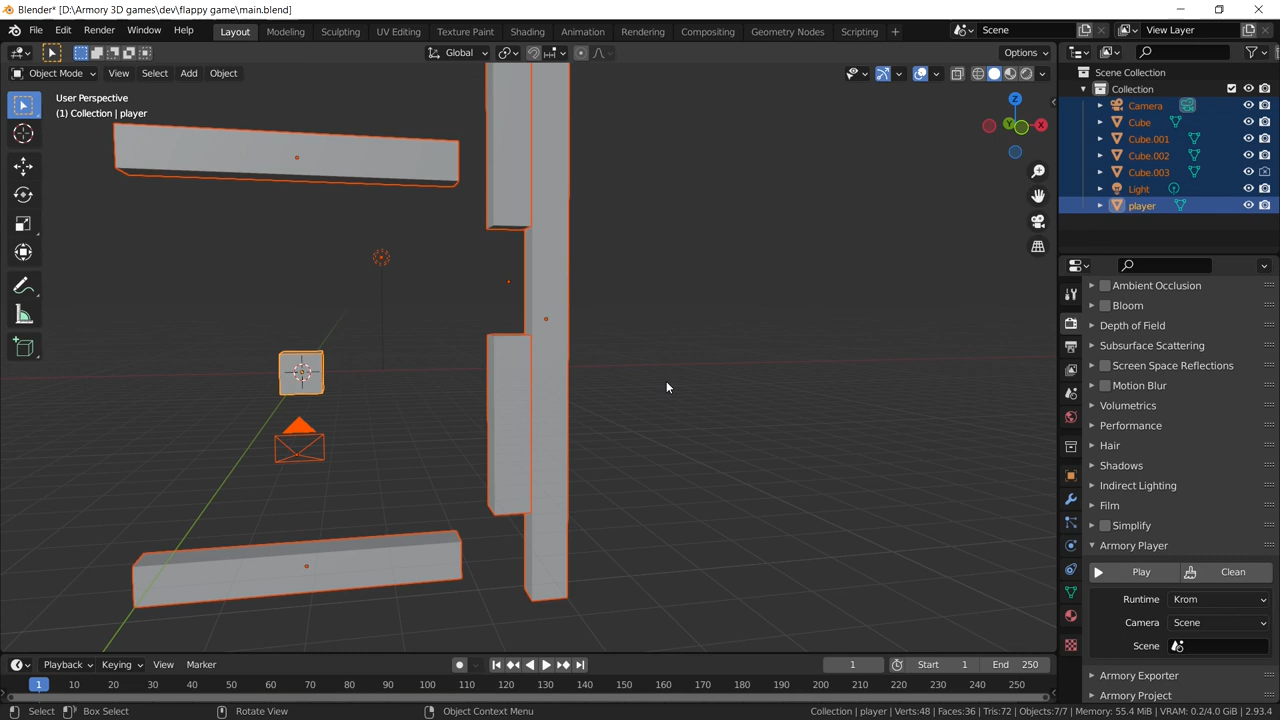 Blender* [D:\Armory 3D games\dev\flappy game\main.blend]
File Edit Render Window Help Layout Modeling Sculpting UV Editing Texture Paint Shading Animation Rendering Compositing Geometry Nodes Scripting + Scene View Layer
Global Options
Object Mode View Select Add Object
User Perspective
(1) Collection | player
Z
Y
X
Scene Collection
Collection
Camera
Cube
Cube.001
Cube.002
Cube.003
Light
player
Ambient Occlusion
Bloom
Depth of Field
Subsurface Scattering
Screen Space Reflections
Motion Blur
Volumetrics
Performance
Hair
Shadows
Indirect Lighting
Film
Simplify
Armory Player
Play Clean
Runtime Krom
Camera Scene
Scene
Armory Exporter
Armory Project
Playback Keying View Marker 1 Start 1 End 250
1 10 20 30 40 50 60 70 80 90 100 110 120 130 140 150 160 170 180 190 200 210 220 230 240 250
Select Box Select Rotate View Object Context Menu Collection | player | Verts:48 | Faces:36 | Tris:72 | Objects:7/7 | Memory: 55.4 MiB | VRAM: 0.2/4.0 GiB | 2.93.4